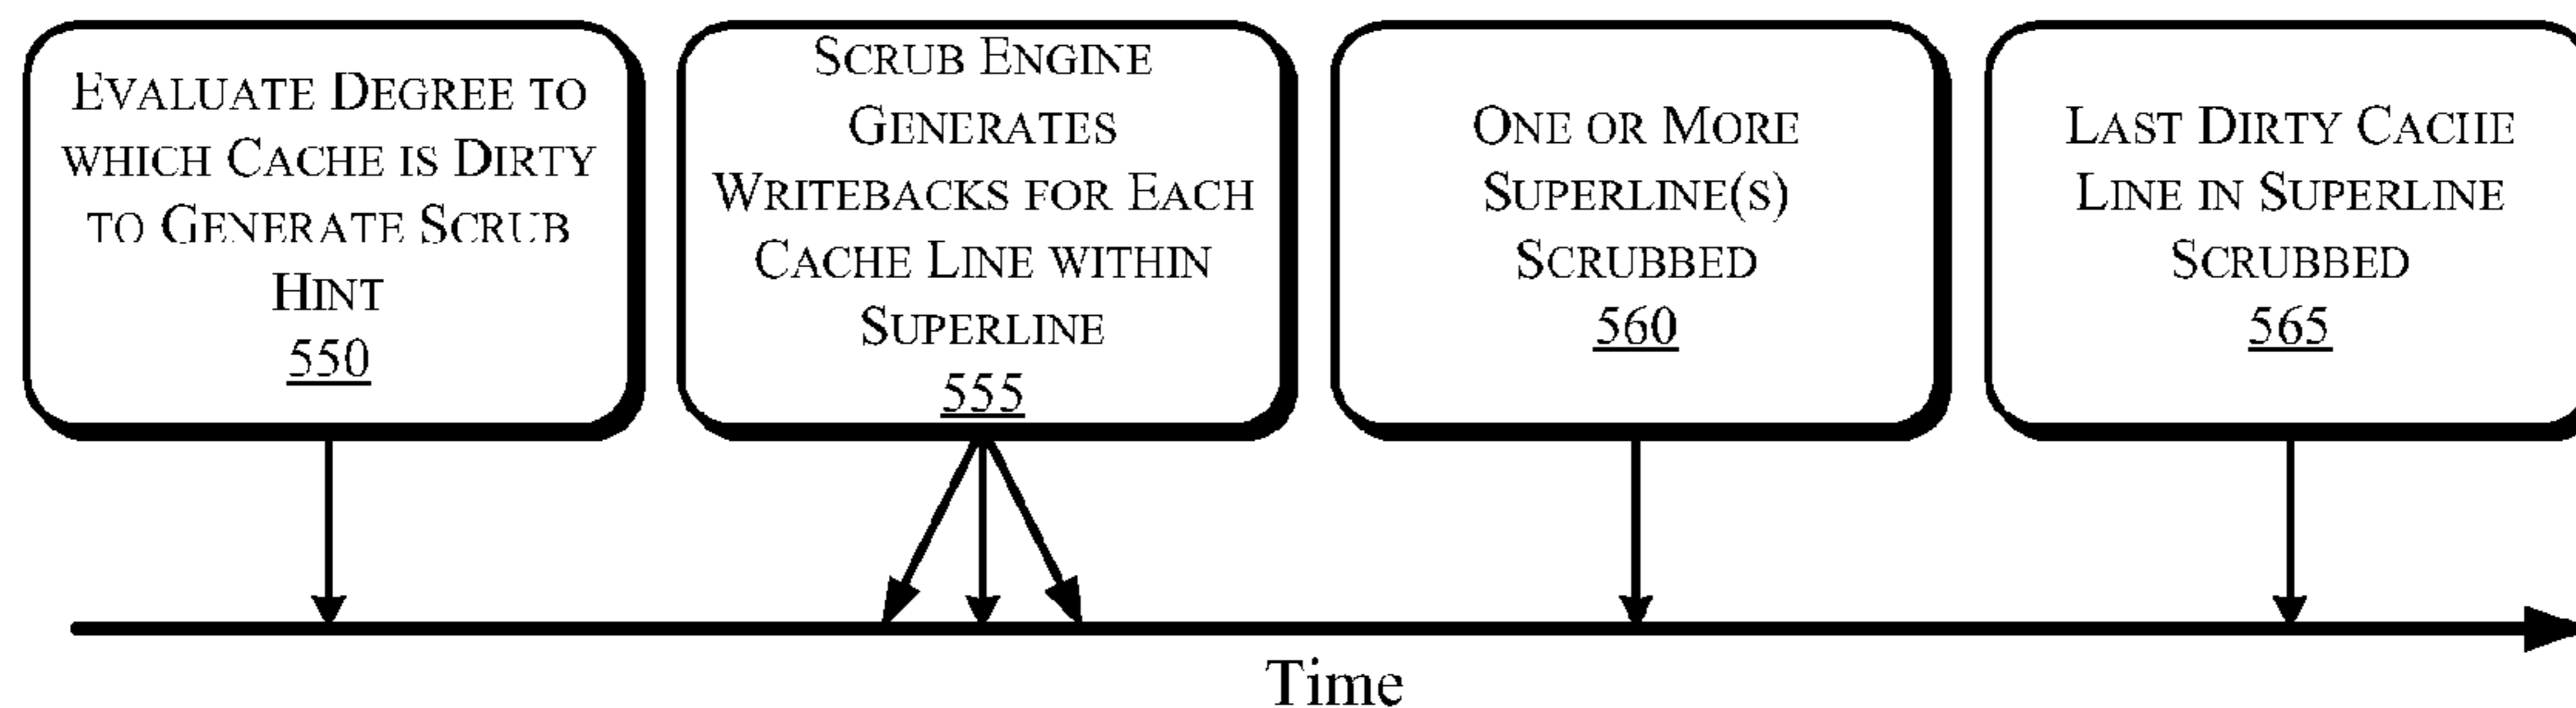 EVALUATE DEGREE TO
WHICH CACHE IS DIRTY
TO GENERATE SCRUB
HINT
550
SCRUB ENGINE
GENERATES
WRITEBACKS FOR EACH
CACHE LINE WITHIN
SUPERLINE
555
ONE OR MORE
SUPERLINE(S)
SCRUBBED
560
LAST DIRTY CACHE
LINE IN SUPERLINE
SCRUBBED
565
Time